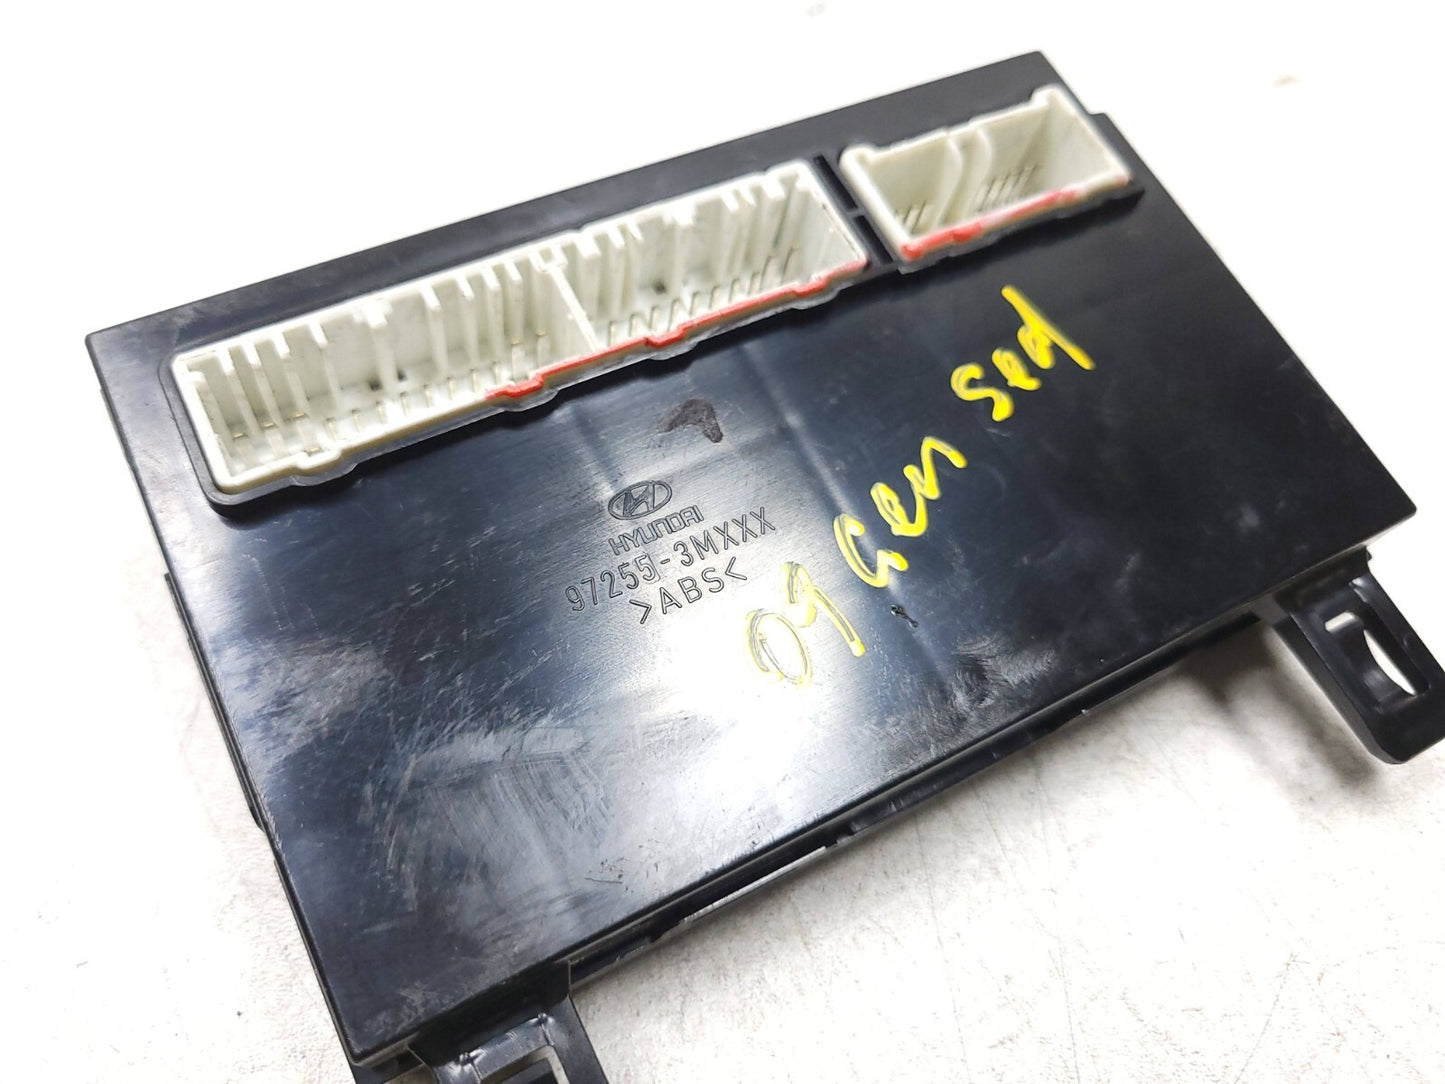 HYUNDAI
97255-3MXXX
>ABS<
09 Gen Sed